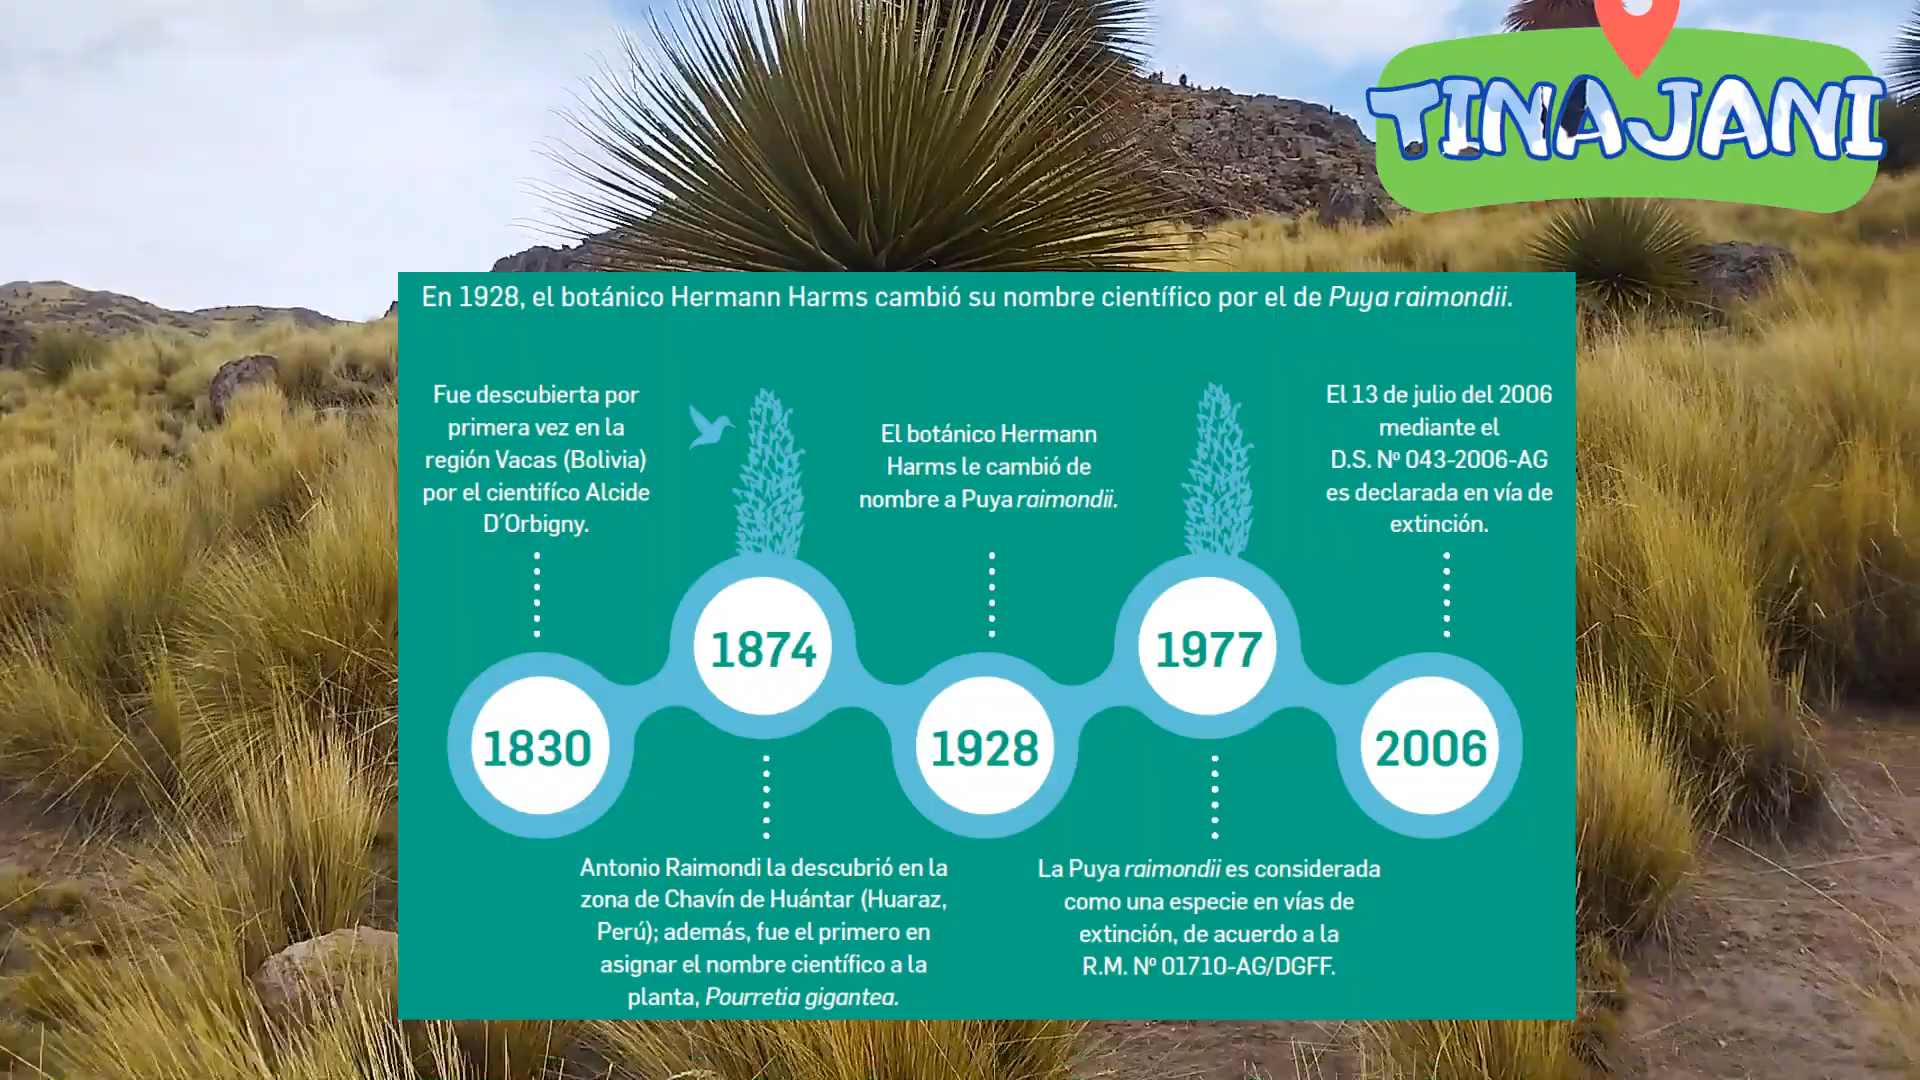 TINAJANI
En 1928, el botánico Hermann Harms cambió su nombre científico por el de Puya raimondii.
Fue descubierta por
primera vez en la
región Vacas (Bolivia)
por el cientifíco Alcide
D´Orbigny.
El botánico Hermann
Harms le cambió de
nombre a Puya raimondii.
El 13 de julio del 2006
mediante el
D.S. Nº 043-2006-AG
es declarada en vía de
extinción.
1830
1874
1928
1977
2006
Antonio Raimondi la descubrió en la
zona de Chavín de Huántar (Huaraz,
Perú); además, fue el primero en
asignar el nombre científico a la
planta, Pourretia gigantea.
La Puya raimondii es considerada
como una especie en vías de
extinción, de acuerdo a la
R.M. Nº 01710-AG/DGFF.